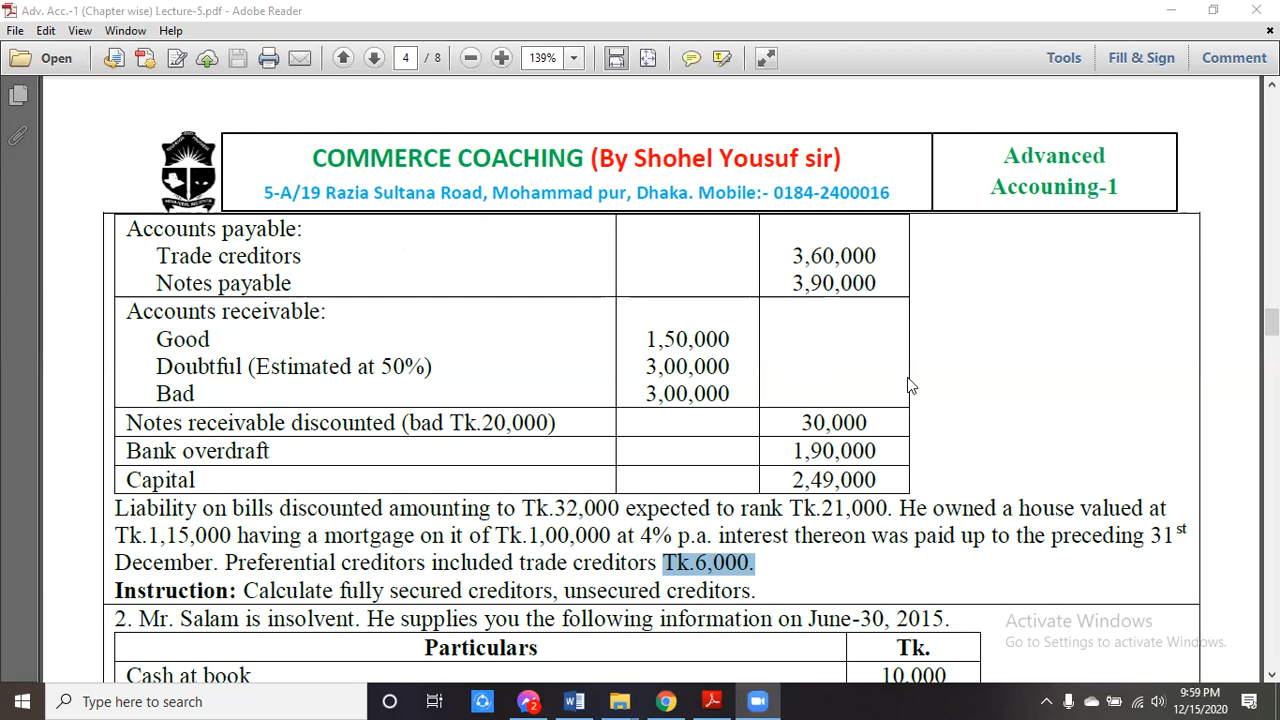 Adv. Acc.-1 (Chapter wise) Lecture-5.pdf - Adobe Reader
File Edit View Window Help
Open 4 / 8 139% Tools Fill & Sign Comment
COMMERCE COACHING (By Shohel Yousuf sir)
5-A/19 Razia Sultana Road, Mohammad pur, Dhaka. Mobile:- 0184-2400016
Advanced
Accouning-1
Accounts payable:
Trade creditors 3,60,000
Notes payable 3,90,000
Accounts receivable:
Good 1,50,000
Doubtful (Estimated at 50%) 3,00,000
Bad 3,00,000
Notes receivable discounted (bad Tk.20,000) 30,000
Bank overdraft 1,90,000
Capital 2,49,000
Liability on bills discounted amounting to Tk.32,000 expected to rank Tk.21,000. He owned a house valued at
Tk.1,15,000 having a mortgage on it of Tk.1,00,000 at 4% p.a. interest thereon was paid up to the preceding 31st
December. Preferential creditors included trade creditors Tk.6,000.
Instruction: Calculate fully secured creditors, unsecured creditors.
2. Mr. Salam is insolvent. He supplies you the following information on June-30, 2015.
Particulars Tk.
Cash at book 10,000
Activate Windows
Go to Settings to activate Windows.
Type here to search
2
9:59 PM
12/15/2020